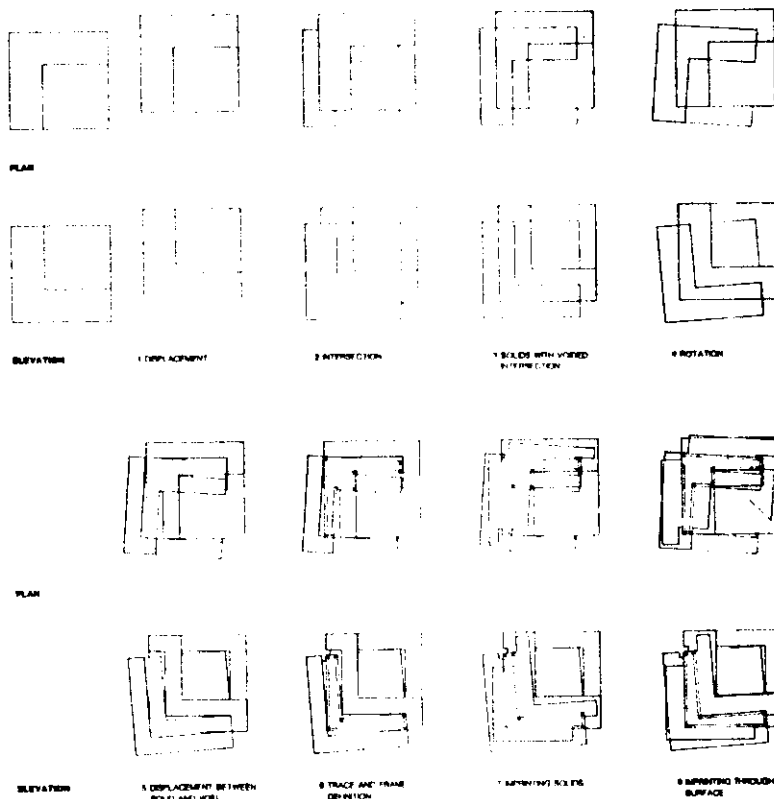 PLAN
ELEVATION
1 DISPLACEMENT
2 INTERSECTION
3 SOLIDS WITH VOIDED
INTERSECTION
4 ROTATION
PLAN
ELEVATION
5 DISPLACEMENT BETWEEN
SOLID AND VOID
6 TRACE AND FRAME
DEFINITION
7 IMPRINTING SOLIDS
8 IMPRINTING THROUGH
SURFACE